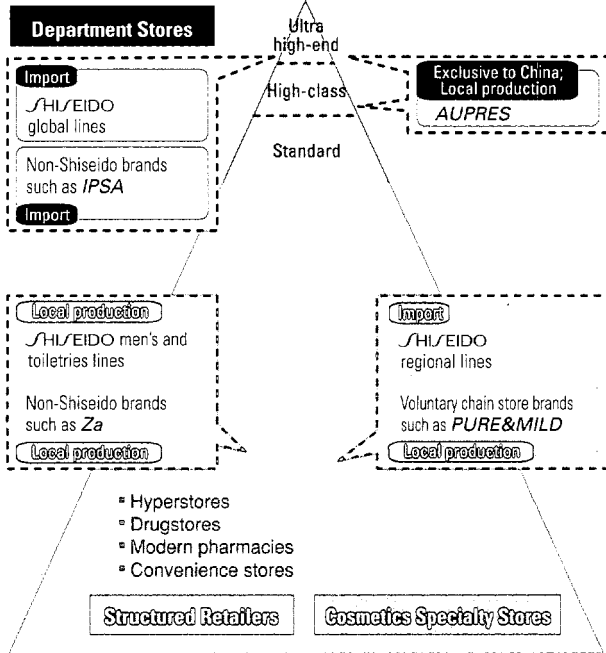 Department Stores
Ultra
high-end
High-class
Standard
Import
SHISEIDO
global lines
Non-Shiseido brands
such as IPSA
Import
Exclusive to China;
Local production
AUPRES
Local production
SHISEIDO men's and
toiletries lines
Non-Shiseido brands
such as Za
Local production
Import
SHISEIDO
regional lines
Voluntary chain store brands
such as PURE&MILD
Local production
Hyperstores
Drugstores
Modern pharmacies
Convenience stores
Structured Retailers
Cosmetics Specialty Stores